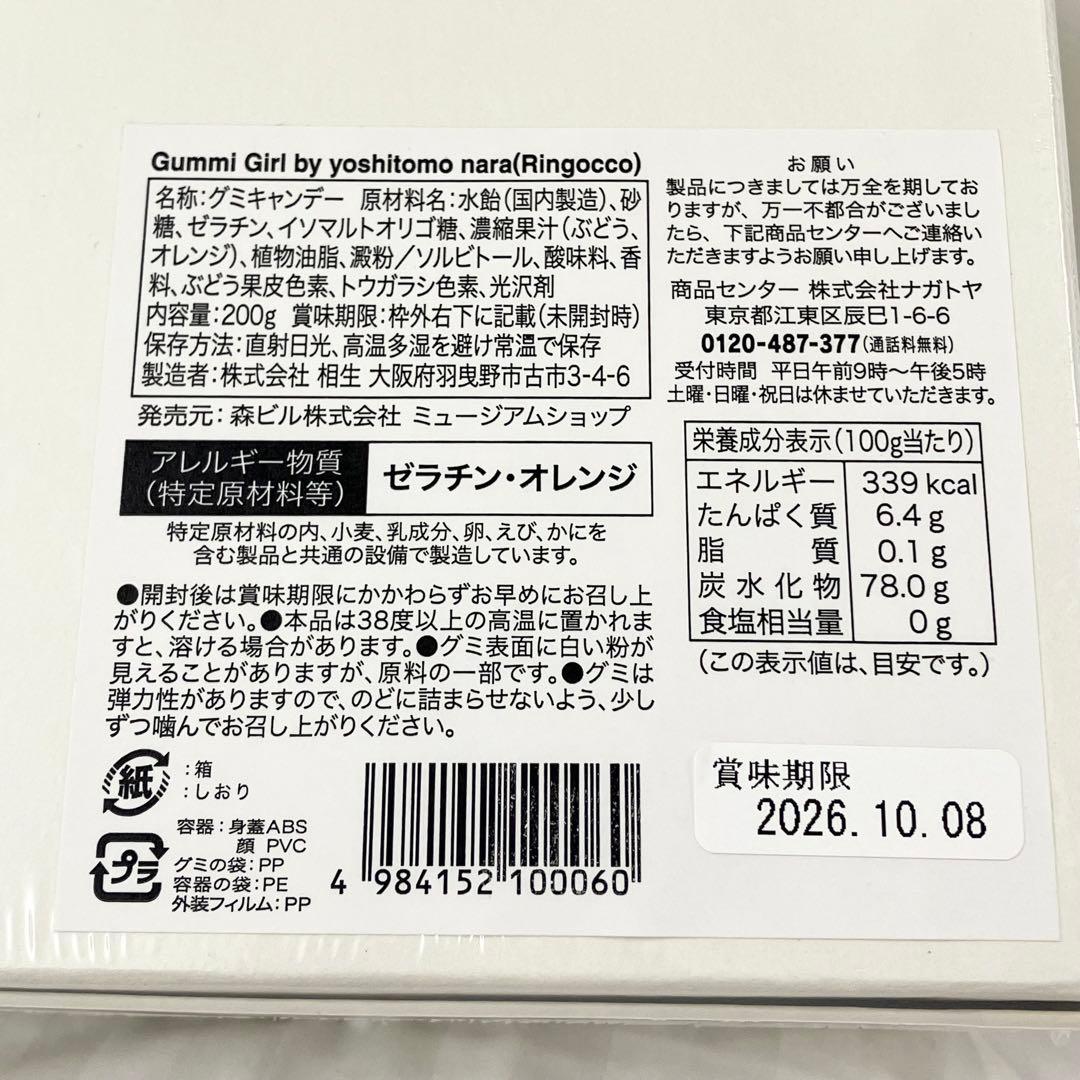 Gummi Girl by yoshitomo nara(Ringocco)
名称:グミキャンデー 原材料名:水飴(国内製造)、砂
糖、ゼラチン、イソマルトオリゴ糖、濃縮果汁(ぶどう、
オレンジ)、植物油脂、澱粉/ソルビトール、酸味料、香
料、ぶどう果皮色素、トウガラシ色素、光沢剤
内容量:200g 賞味期限:枠外右下に記載(未開封時)
保存方法:直射日光、高温多湿を避け常温で保存
製造者:株式会社 相生 大阪府羽曳野市古市3-4-6
発売元:森ビル株式会社 ミュージアムショップ
アレルギー物質
(特定原材料等)
ゼラチン・オレンジ
特定原材料の内、小麦、乳成分、卵、えび、かにを
含む製品と共通の設備で製造しています。
●開封後は賞味期限にかかわらずお早めにお召し上
がりください。●本品は38度以上の高温に置かれま
すと、溶ける場合があります。●グミ表面に白い粉が
見えることがありますが、原料の一部です。●グミは
弾力性がありますので、のどに詰まらせないよう、少し
ずつ噛んでお召し上がりください。
紙
:箱
:しおり
プラ
容器:身蓋ABS
顔 PVC
グミの袋:PP
容器の袋:PE
外装フィルム:PP
4 984152 100060
お願い
製品につきましては万全を期してお
りますが、万一不都合がございまし
たら、下記商品センターへご連絡い
ただきますようお願い申し上げます。
商品センター 株式会社ナガトヤ
東京都江東区辰巳1-6-6
0120-487-377(通話料無料)
受付時間 平日午前9時〜午後5時
土曜・日曜・祝日は休ませていただきます。
栄養成分表示(100g当たり)
エネルギー 339 kcal
たんぱく質 6.4 g
脂質 0.1 g
炭水化物 78.0 g
食塩相当量 0 g
(この表示値は、目安です。)
賞味期限
2026.10.08